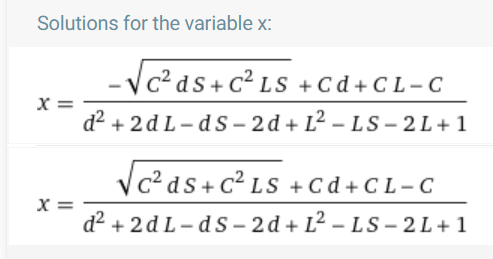 Solutions for the variable x:
x = (-√(C² d S + C² L S) + C d + C L - C) / (d² + 2 d L - d S - 2 d + L² - L S - 2 L + 1)
x = (√(C² d S + C² L S) + C d + C L - C) / (d² + 2 d L - d S - 2 d + L² - L S - 2 L + 1)